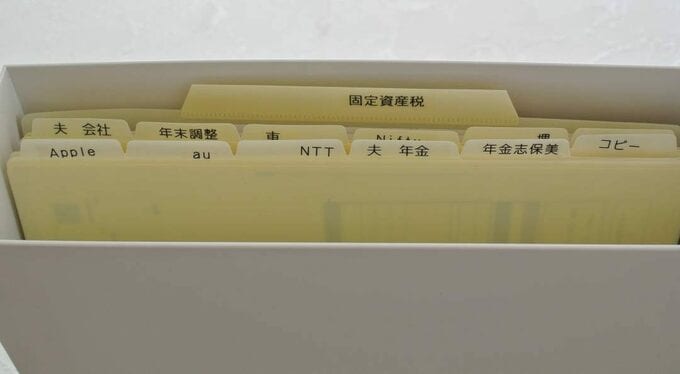 固定資産税
夫 会社
年末調整
車
Nifty
コピー
Apple
au
NTT
夫 年金
年金志保美